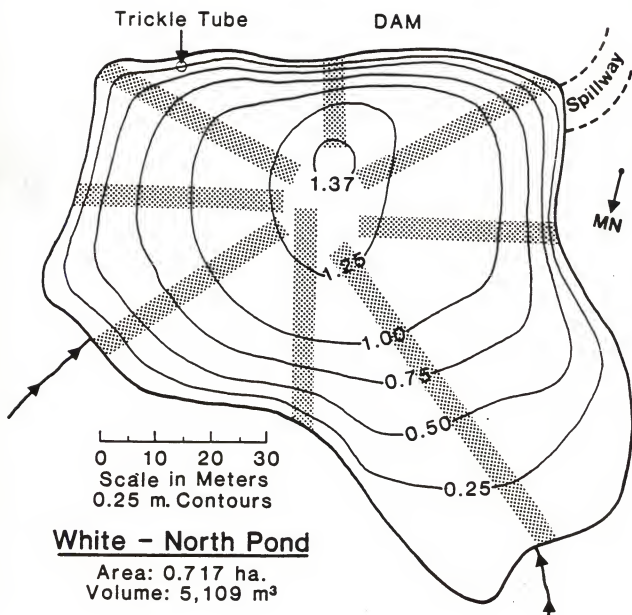 Trickle Tube
DAM
Spillway
1.37
MN
1.25
1.00
0.75
0.50
0.25
0 10 20 30
Scale in Meters
0.25 m. Contours
White - North Pond
Area: 0.717 ha.
Volume: 5,109 m³